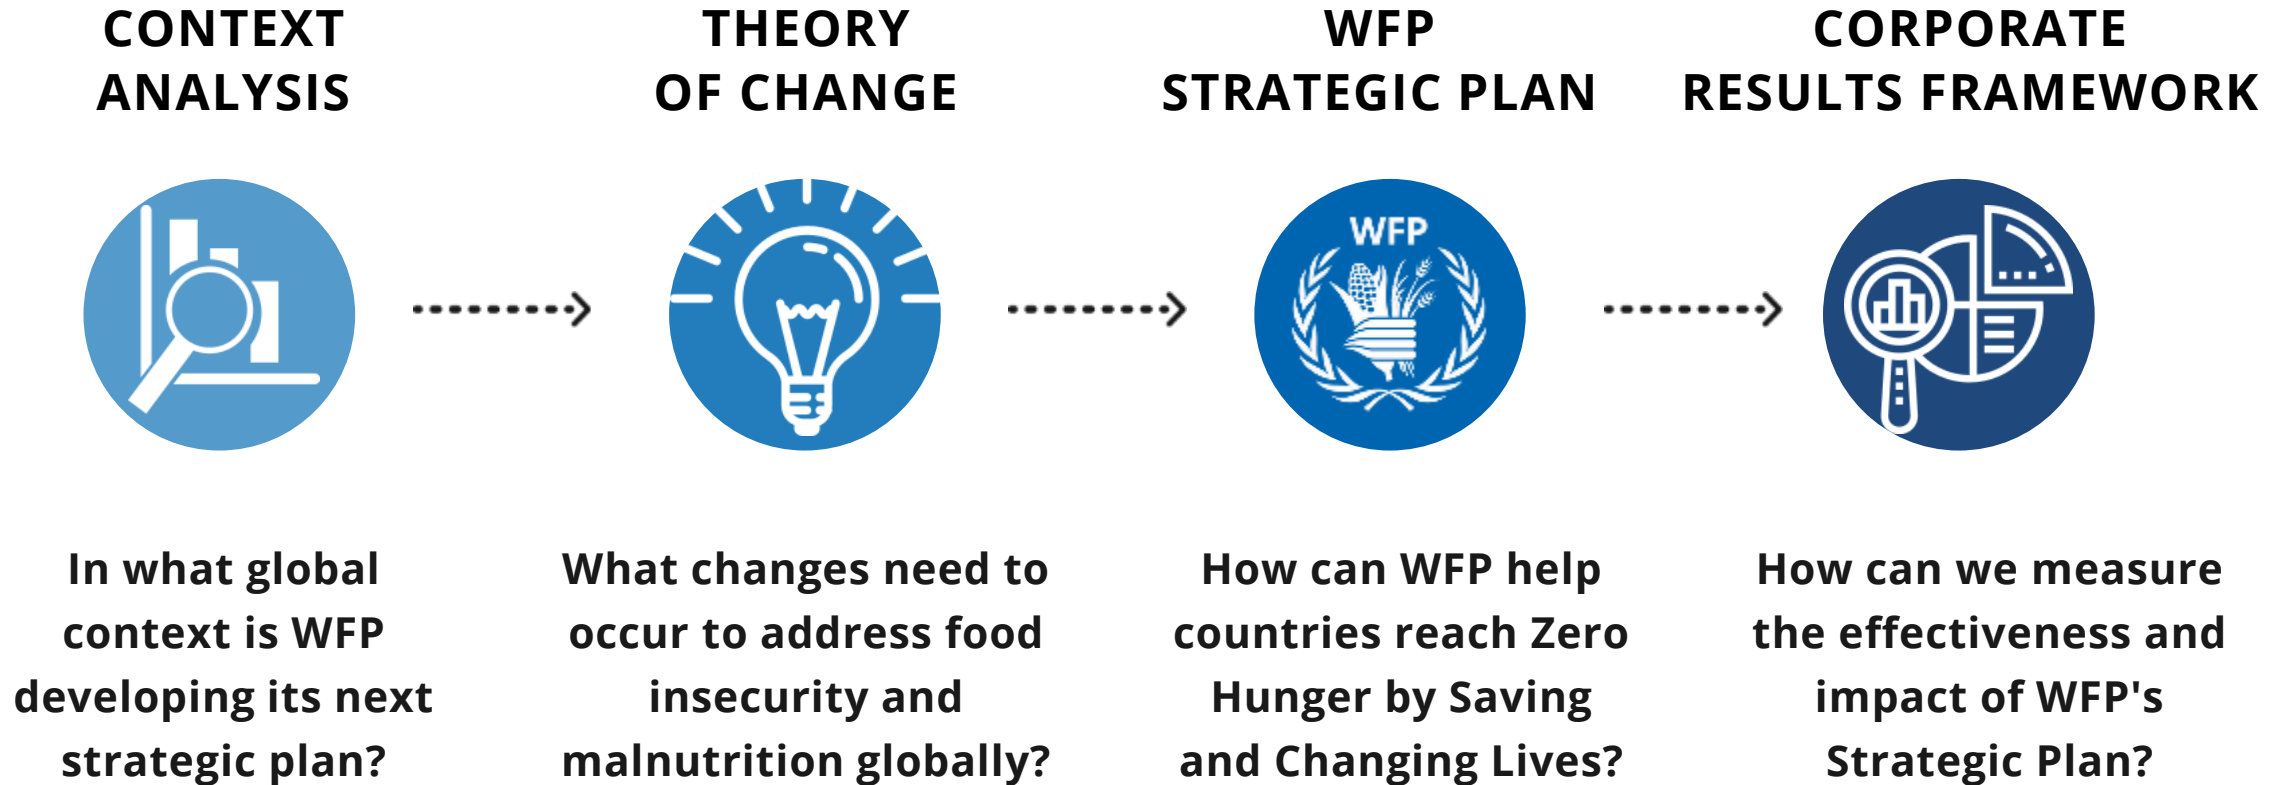 CONTEXT
ANALYSIS
THEORY
OF CHANGE
WFP
STRATEGIC PLAN
CORPORATE
RESULTS FRAMEWORK
WFP
In what global
context is WFP
developing its next
strategic plan?
What changes need to
occur to address food
insecurity and
malnutrition globally?
How can WFP help
countries reach Zero
Hunger by Saving
and Changing Lives?
How can we measure
the effectiveness and
impact of WFP's
Strategic Plan?